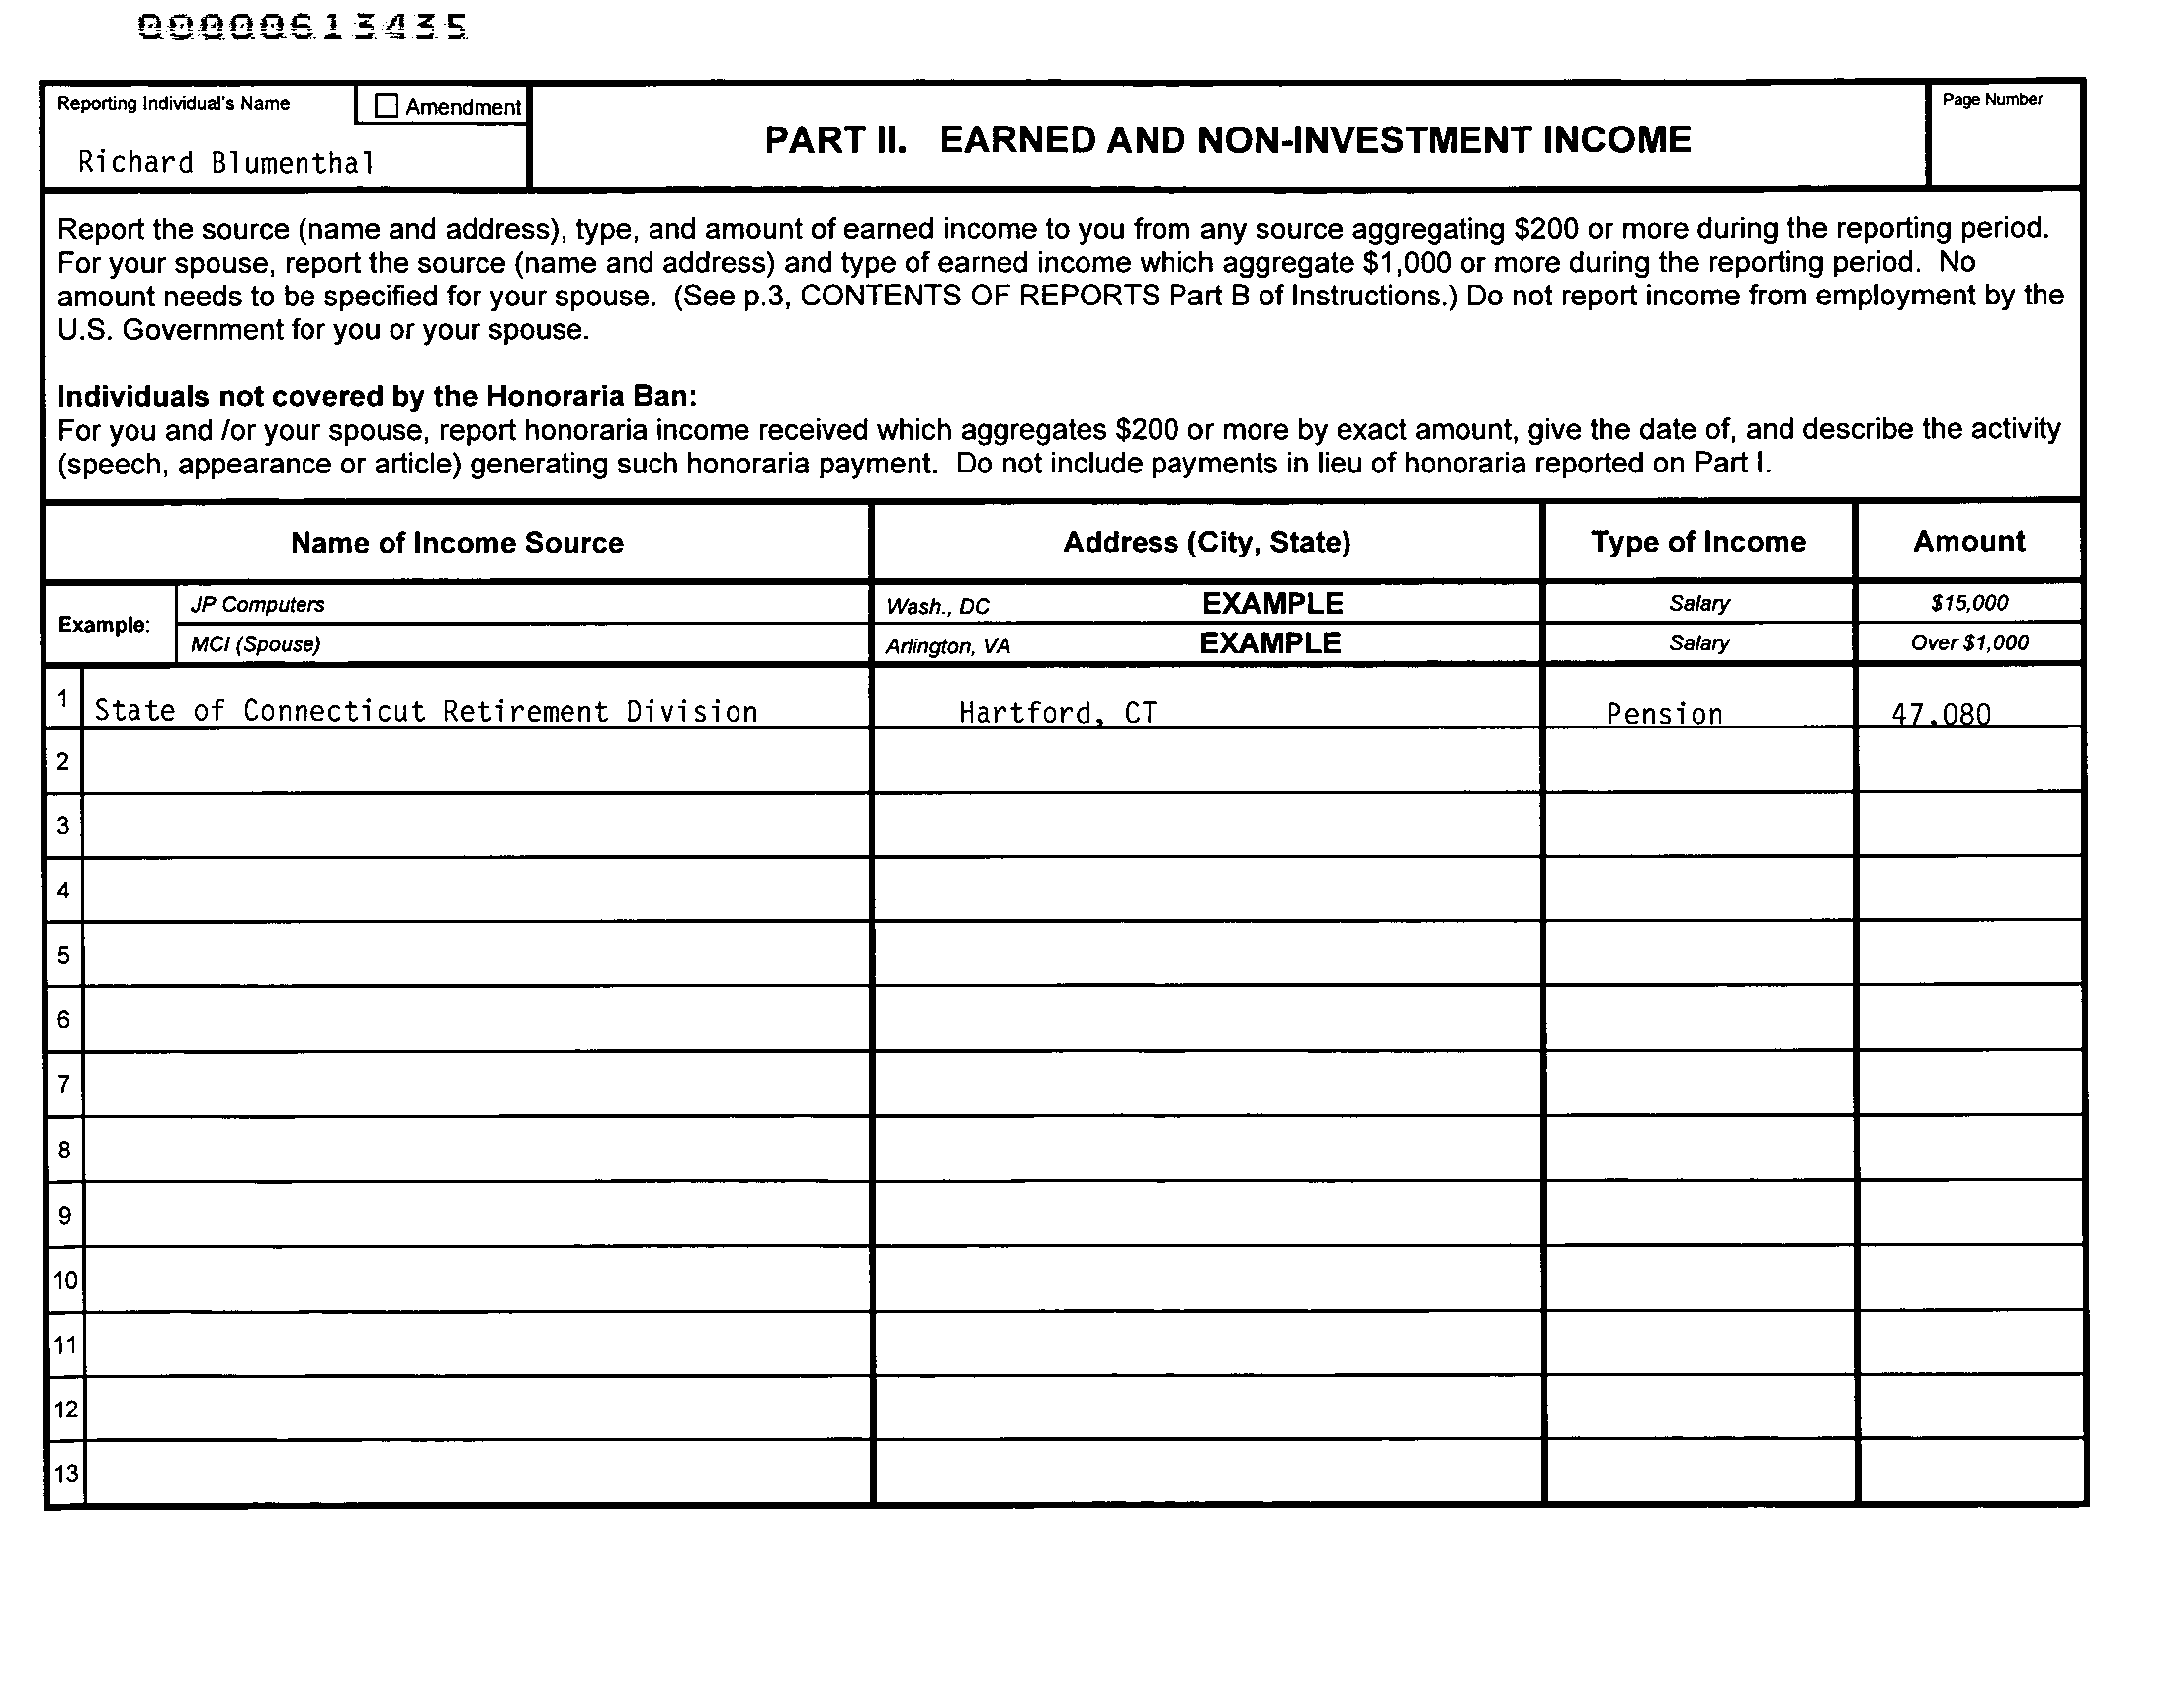 00000613435
Reporting Individual's Name
Amendment
Richard Blumenthal
PART II. EARNED AND NON-INVESTMENT INCOME
Page Number
Report the source (name and address), type, and amount of earned income to you from any source aggregating $200 or more during the reporting period.
For your spouse, report the source (name and address) and type of earned income which aggregate $1,000 or more during the reporting period. No
amount needs to be specified for your spouse. (See p.3, CONTENTS OF REPORTS Part B of Instructions.) Do not report income from employment by the
U.S. Government for you or your spouse.
Individuals not covered by the Honoraria Ban:
For you and /or your spouse, report honoraria income received which aggregates $200 or more by exact amount, give the date of, and describe the activity
(speech, appearance or article) generating such honoraria payment. Do not include payments in lieu of honoraria reported on Part I.
Name of Income Source Address (City, State) Type of Income Amount
Example:
JP Computers Wash., DC EXAMPLE Salary $15,000
MCI (Spouse) Arlington, VA EXAMPLE Salary Over $1,000
1 State of Connecticut Retirement Division Hartford, CT Pension 47,080
2
3
4
5
6
7
8
9
10
11
12
13